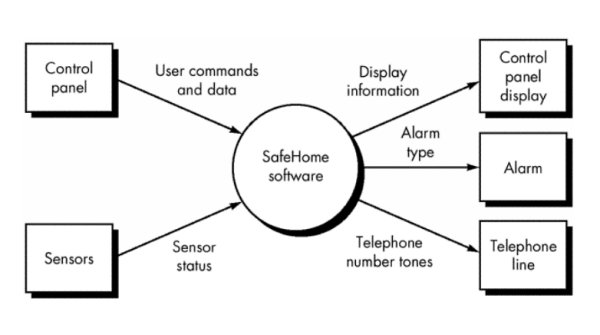 Control
panel
User commands
and data
Display
information
Control
panel
display
SafeHome
software
Alarm
type
Alarm
Sensors
Sensor
status
Telephone
number tones
Telephone
line